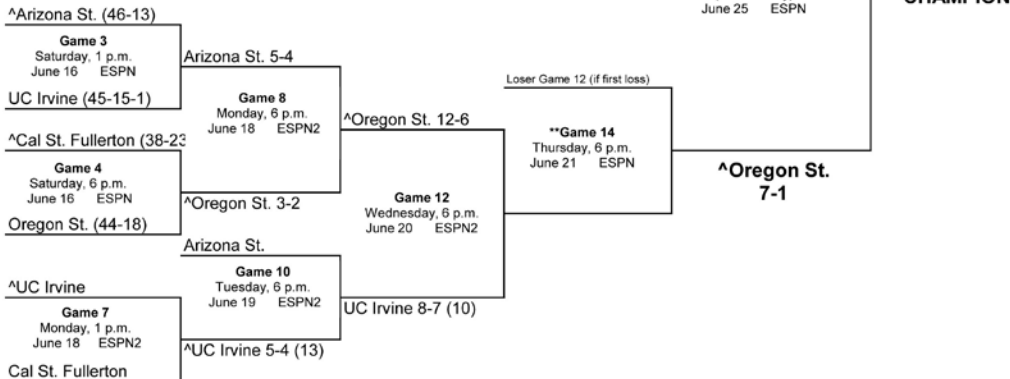 CHAMPION
June 25 ESPN
^Arizona St. (46-13)
Game 3
Saturday, 1 p.m.
June 16 ESPN
UC Irvine (45-15-1)
Arizona St. 5-4
Game 8
Monday, 6 p.m.
June 18 ESPN2
^Cal St. Fullerton (38-23
Game 4
Saturday, 6 p.m.
June 16 ESPN
Oregon St. (44-18)
^Oregon St. 3-2
^Oregon St. 12-6
Loser Game 12 (if first loss)
**Game 14
Thursday, 6 p.m.
June 21 ESPN
^Oregon St.
7-1
Game 12
Wednesday, 6 p.m.
June 20 ESPN2
Arizona St.
Game 10
Tuesday, 6 p.m.
June 19 ESPN2
UC Irvine 8-7 (10)
^UC Irvine
Game 7
Monday, 1 p.m.
June 18 ESPN2
^UC Irvine 5-4 (13)
Cal St. Fullerton